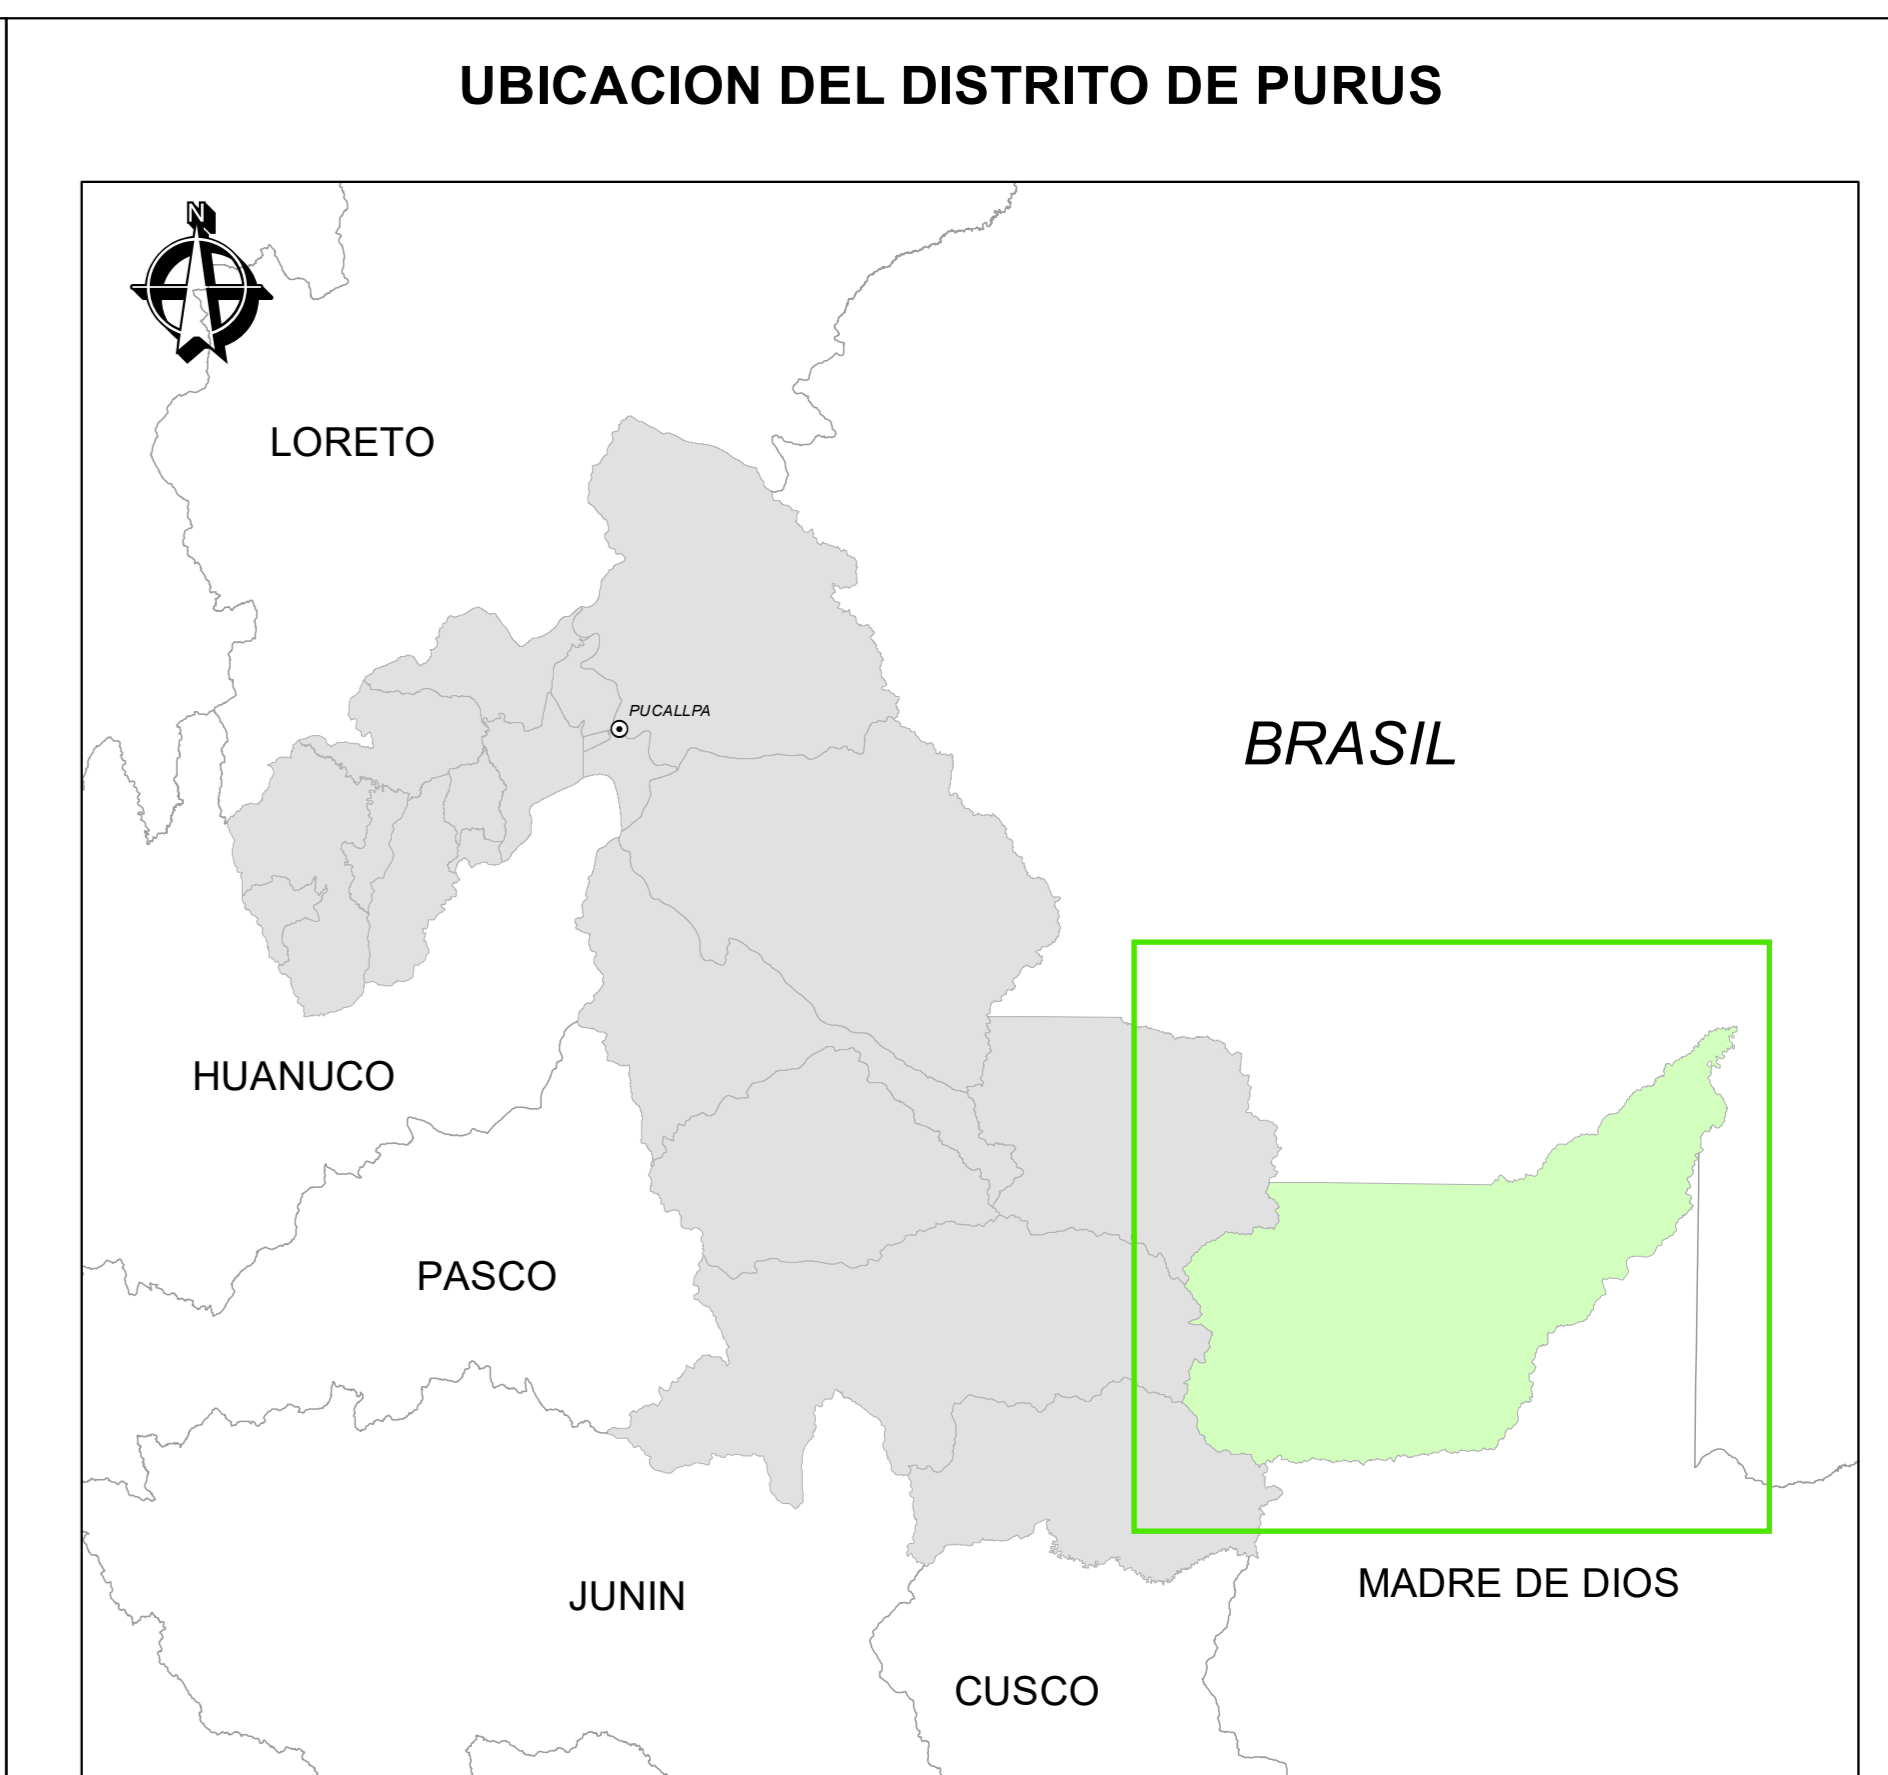 UBICACION DEL DISTRITO DE PURUS
N
LORETO
PUCALLPA
BRASIL
HUANUCO
PASCO
MADRE DE DIOS
JUNIN
CUSCO